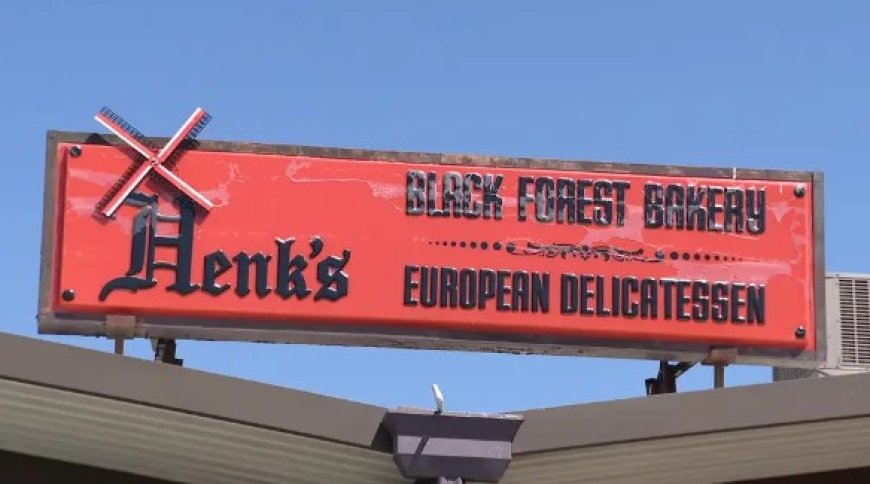 Henk's
BLACK FOREST BAKERY
EUROPEAN DELICATESSEN